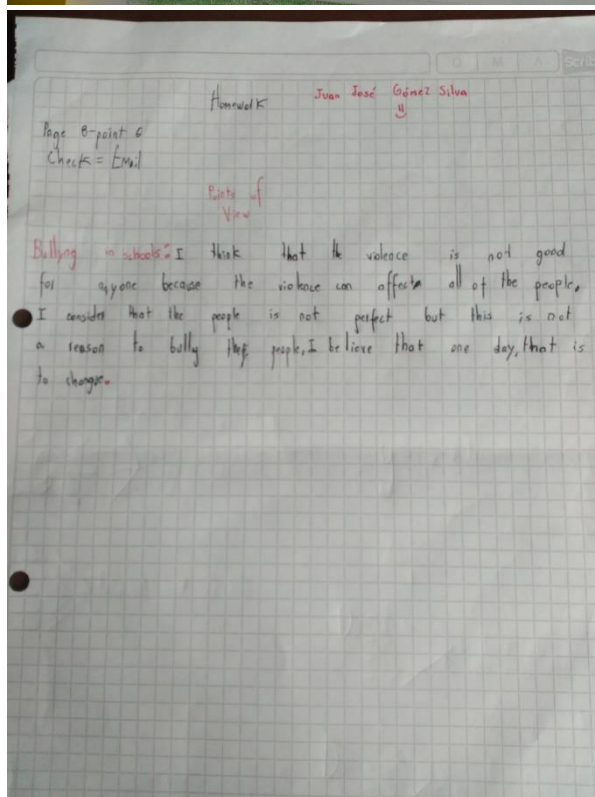 O M A Scrib
Homework
Juan José Gómez Silva
Page 8-point 6
Check = Email
Points of
View
Bullyng in schools: I think that the violence is not good
for anyone because the violence can affect all of the people,
I consider that the people is not perfect but this is not
a reason to bully the people, I believe that one day, that is
to change.